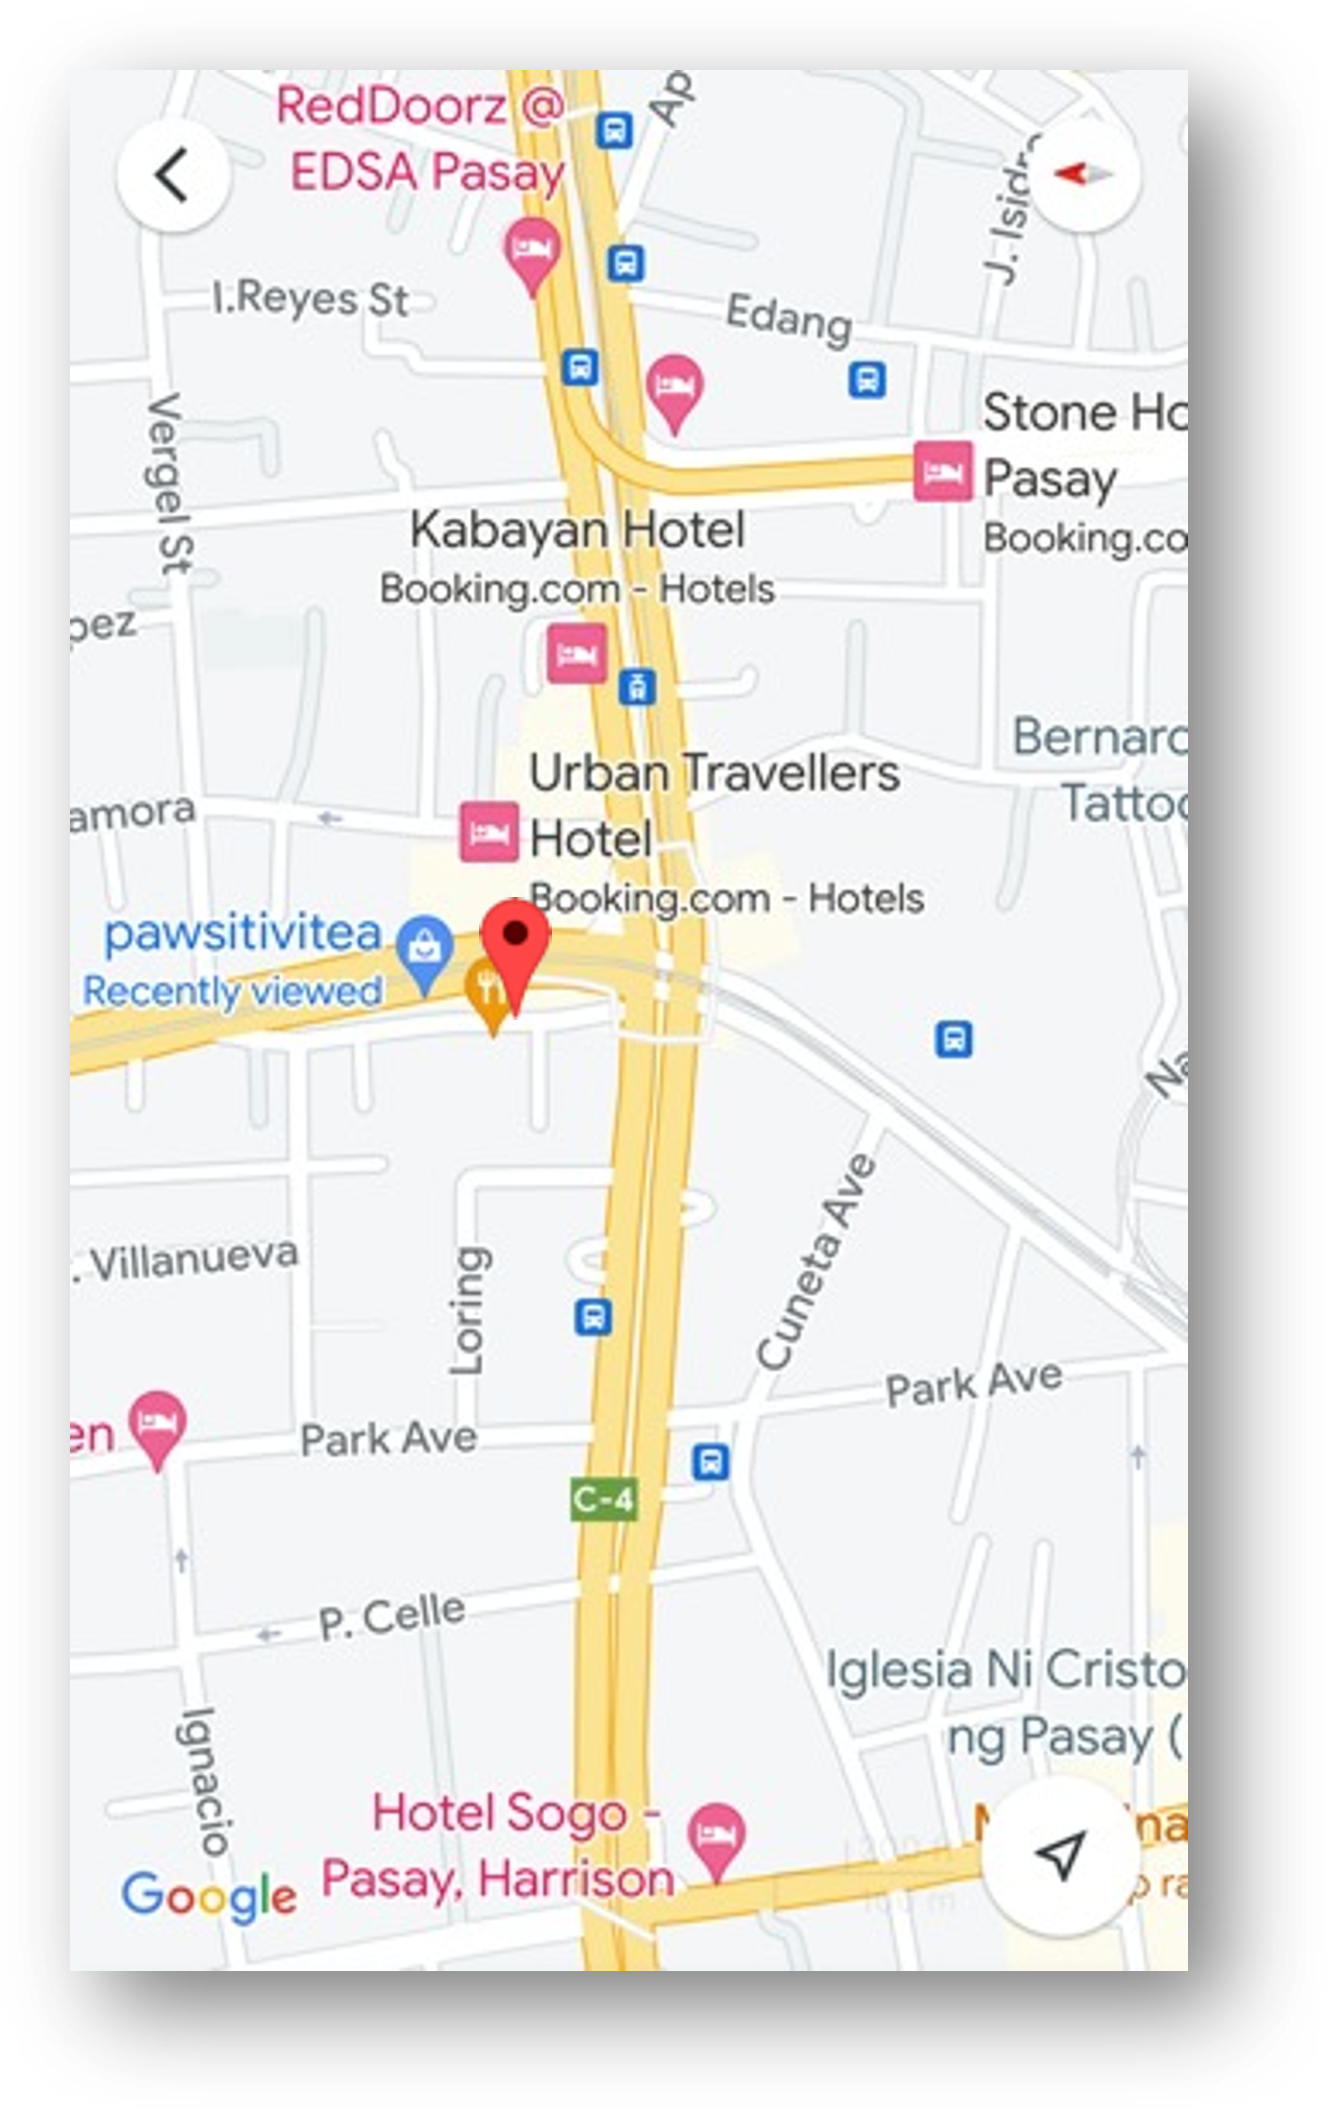 RedDoorz @
EDSA Pasay
Ap
J. Isidro
I.Reyes St
Edang
Vergel St
Stone Ho
Pasay
Booking.co
Kabayan Hotel
Booking.com - Hotels
pez
Bernard
Tattoo
Urban Travellers
Hotel
Booking.com - Hotels
amora
pawsitivitea
Recently viewed
Na
Cuneta Ave
. Villanueva
Loring
Park Ave
en
Park Ave
C-4
P. Celle
Iglesia Ni Cristo
ng Pasay (
Ignacio
Hotel Sogo -
Pasay, Harrison
Google